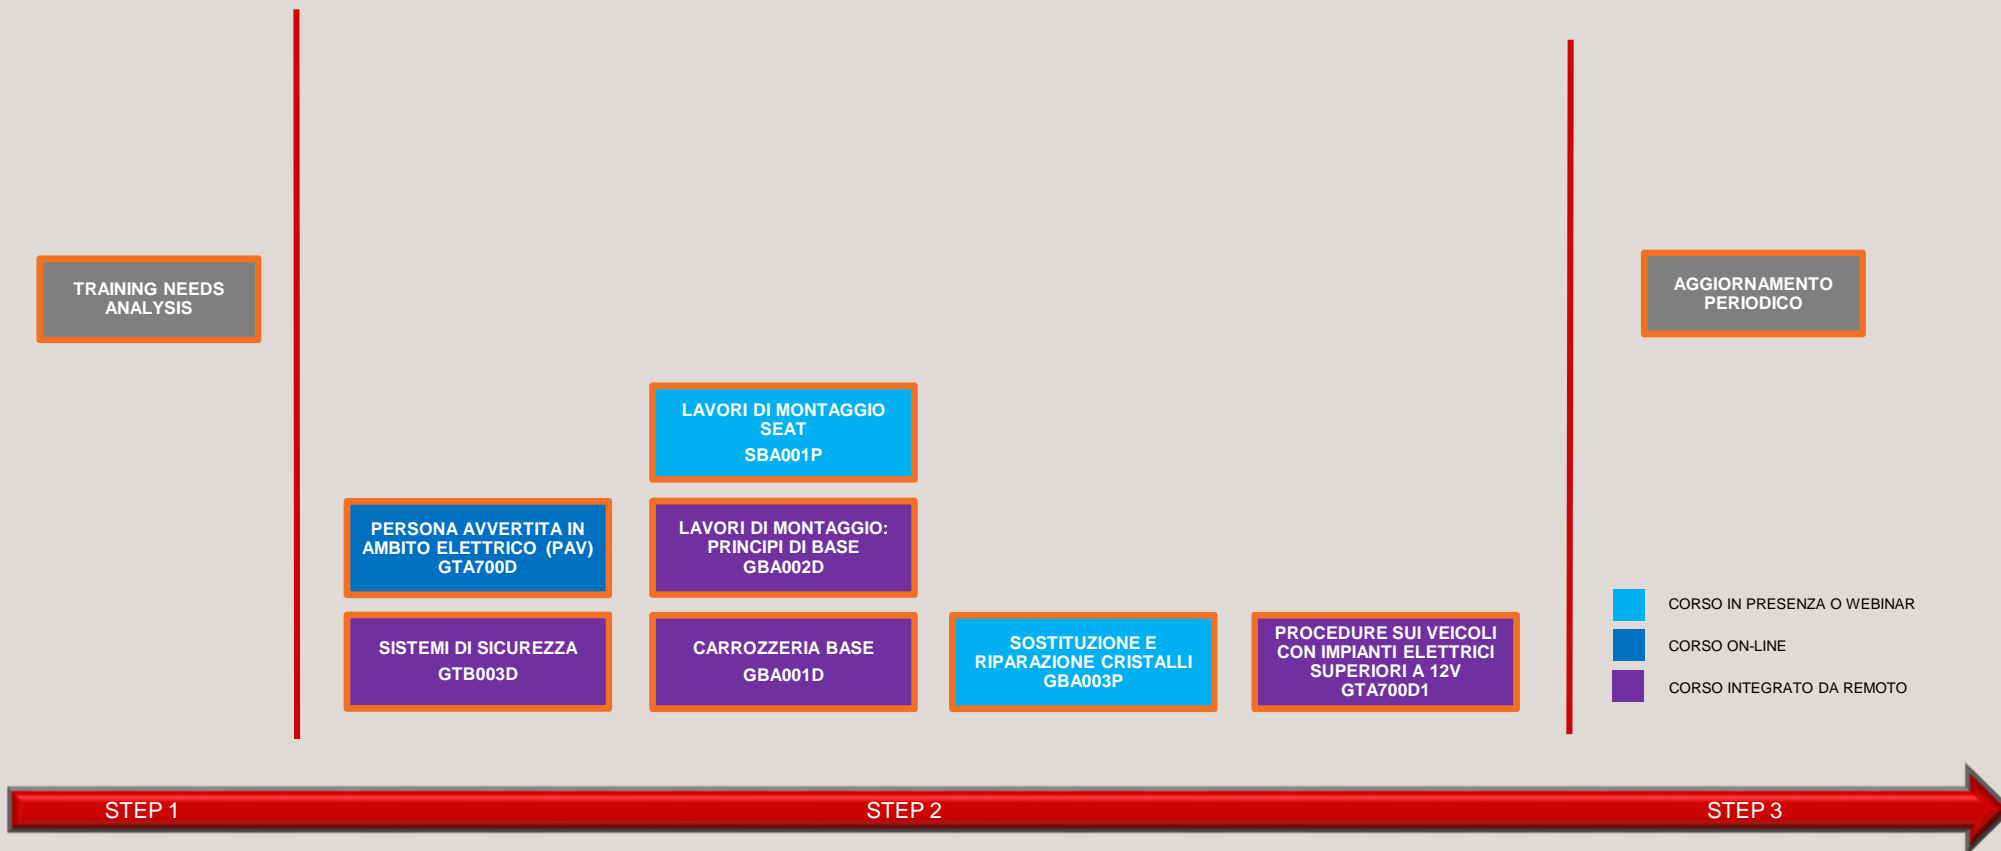 TRAINING NEEDS
ANALYSIS
LAVORI DI MONTAGGIO
SEAT
SBA001P
PERSONA AVVERTITA IN
AMBITO ELETTRICO (PAV)
GTA700D
LAVORI DI MONTAGGIO:
PRINCIPI DI BASE
GBA002D
SISTEMI DI SICUREZZA
GTB003D
CARROZZERIA BASE
GBA001D
SOSTITUZIONE E
RIPARAZIONE CRISTALLI
GBA003P
PROCEDURE SUI VEICOLI
CON IMPIANTI ELETTRICI
SUPERIORI A 12V
GTA700D1
AGGIORNAMENTO
PERIODICO
CORSO IN PRESENZA O WEBINAR
CORSO ON-LINE
CORSO INTEGRATO DA REMOTO
STEP 1
STEP 2
STEP 3